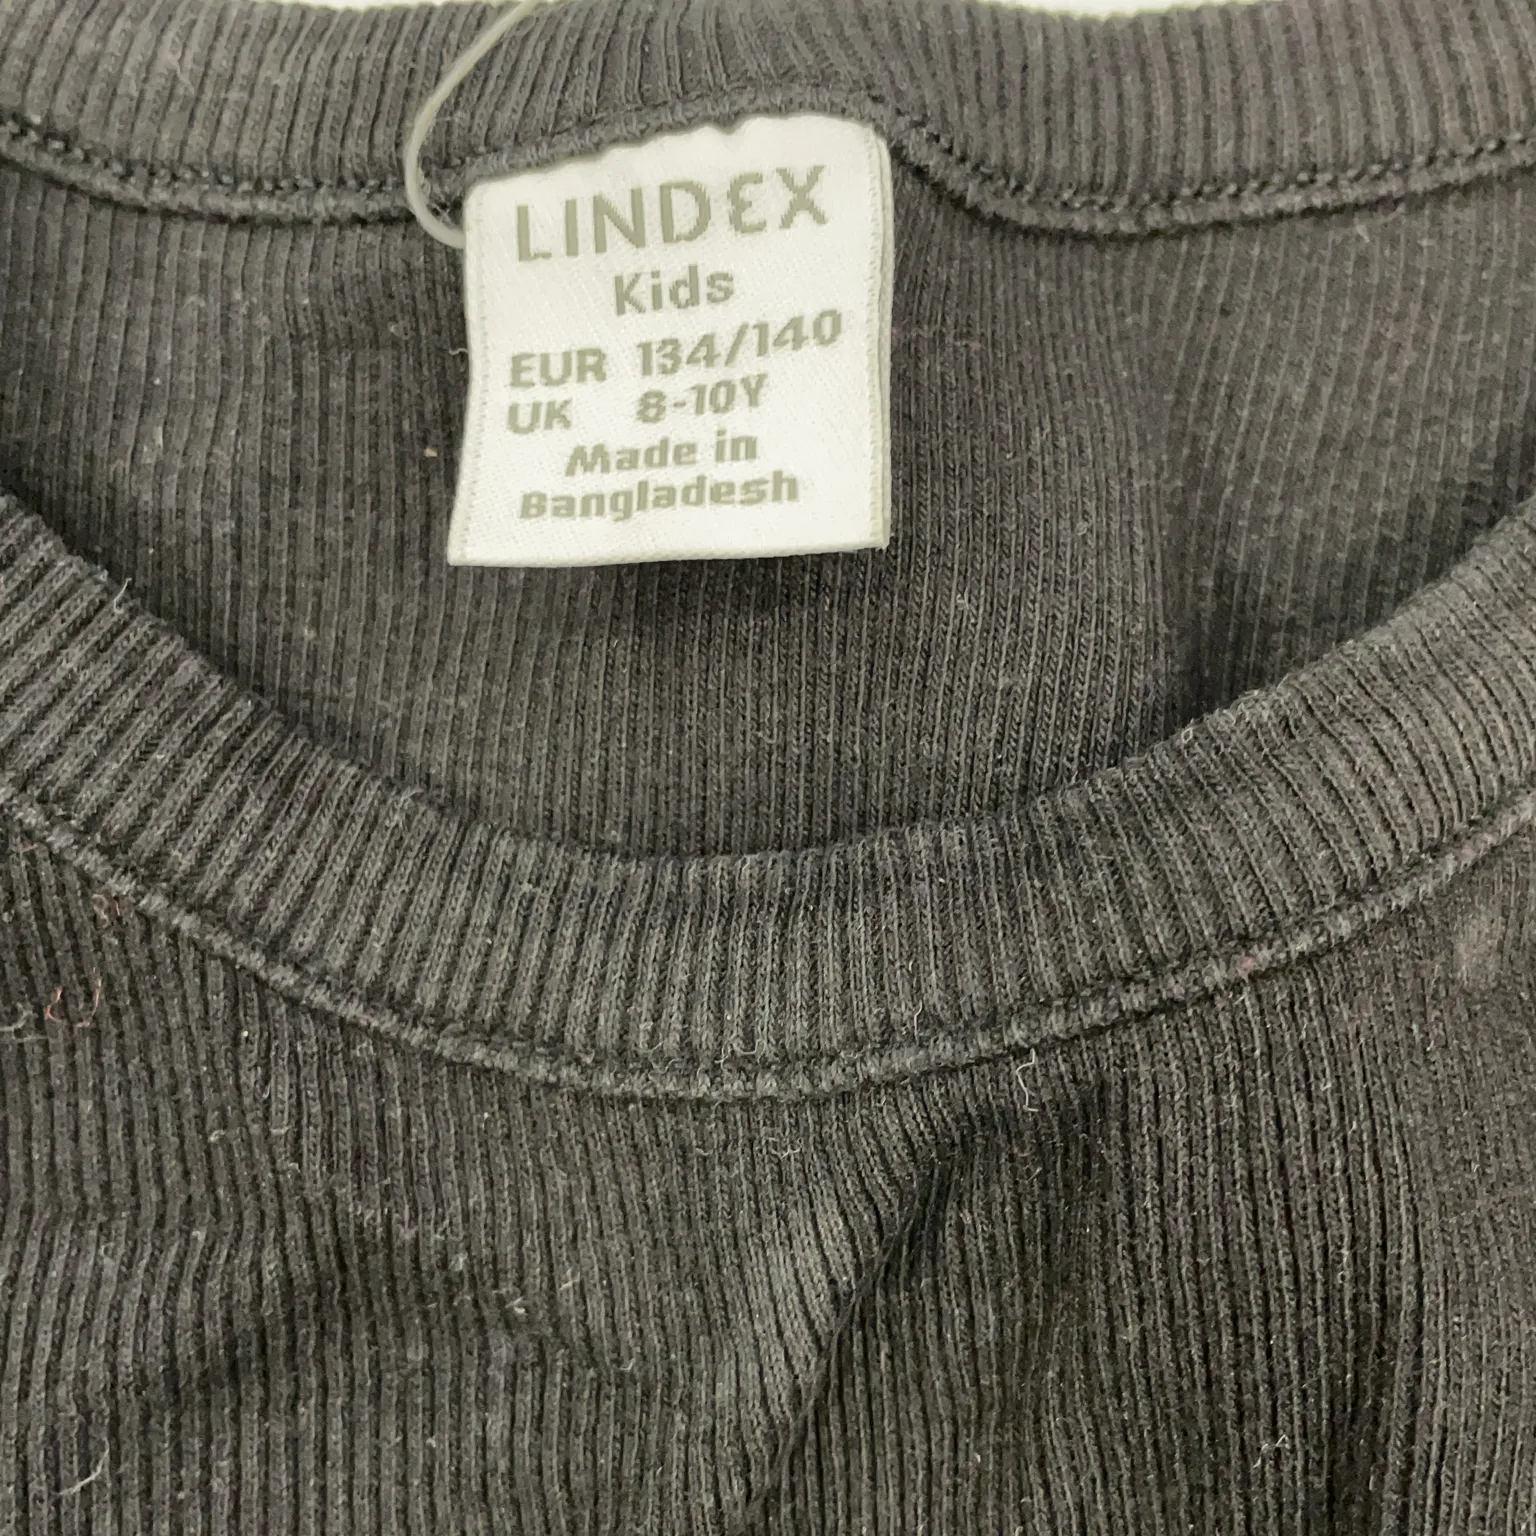 LINDEX
Kids
EUR 134/140
UK 8-10Y
Made in
Bangladesh